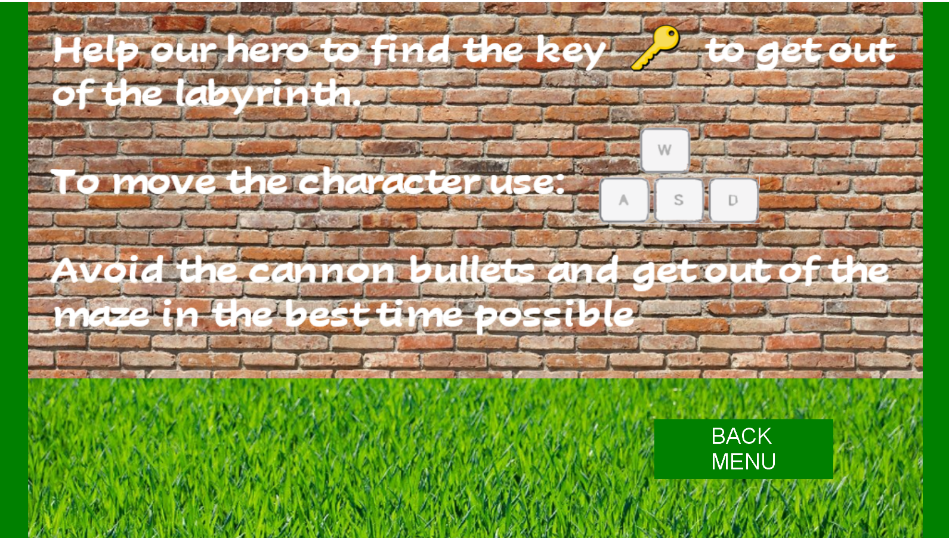 Help our hero to find the key to get out
of the labyrinth.
W
To move the character use:
A S D
Avoid the cannon bullets and get out of the
maze in the best time possible
BACK
MENU